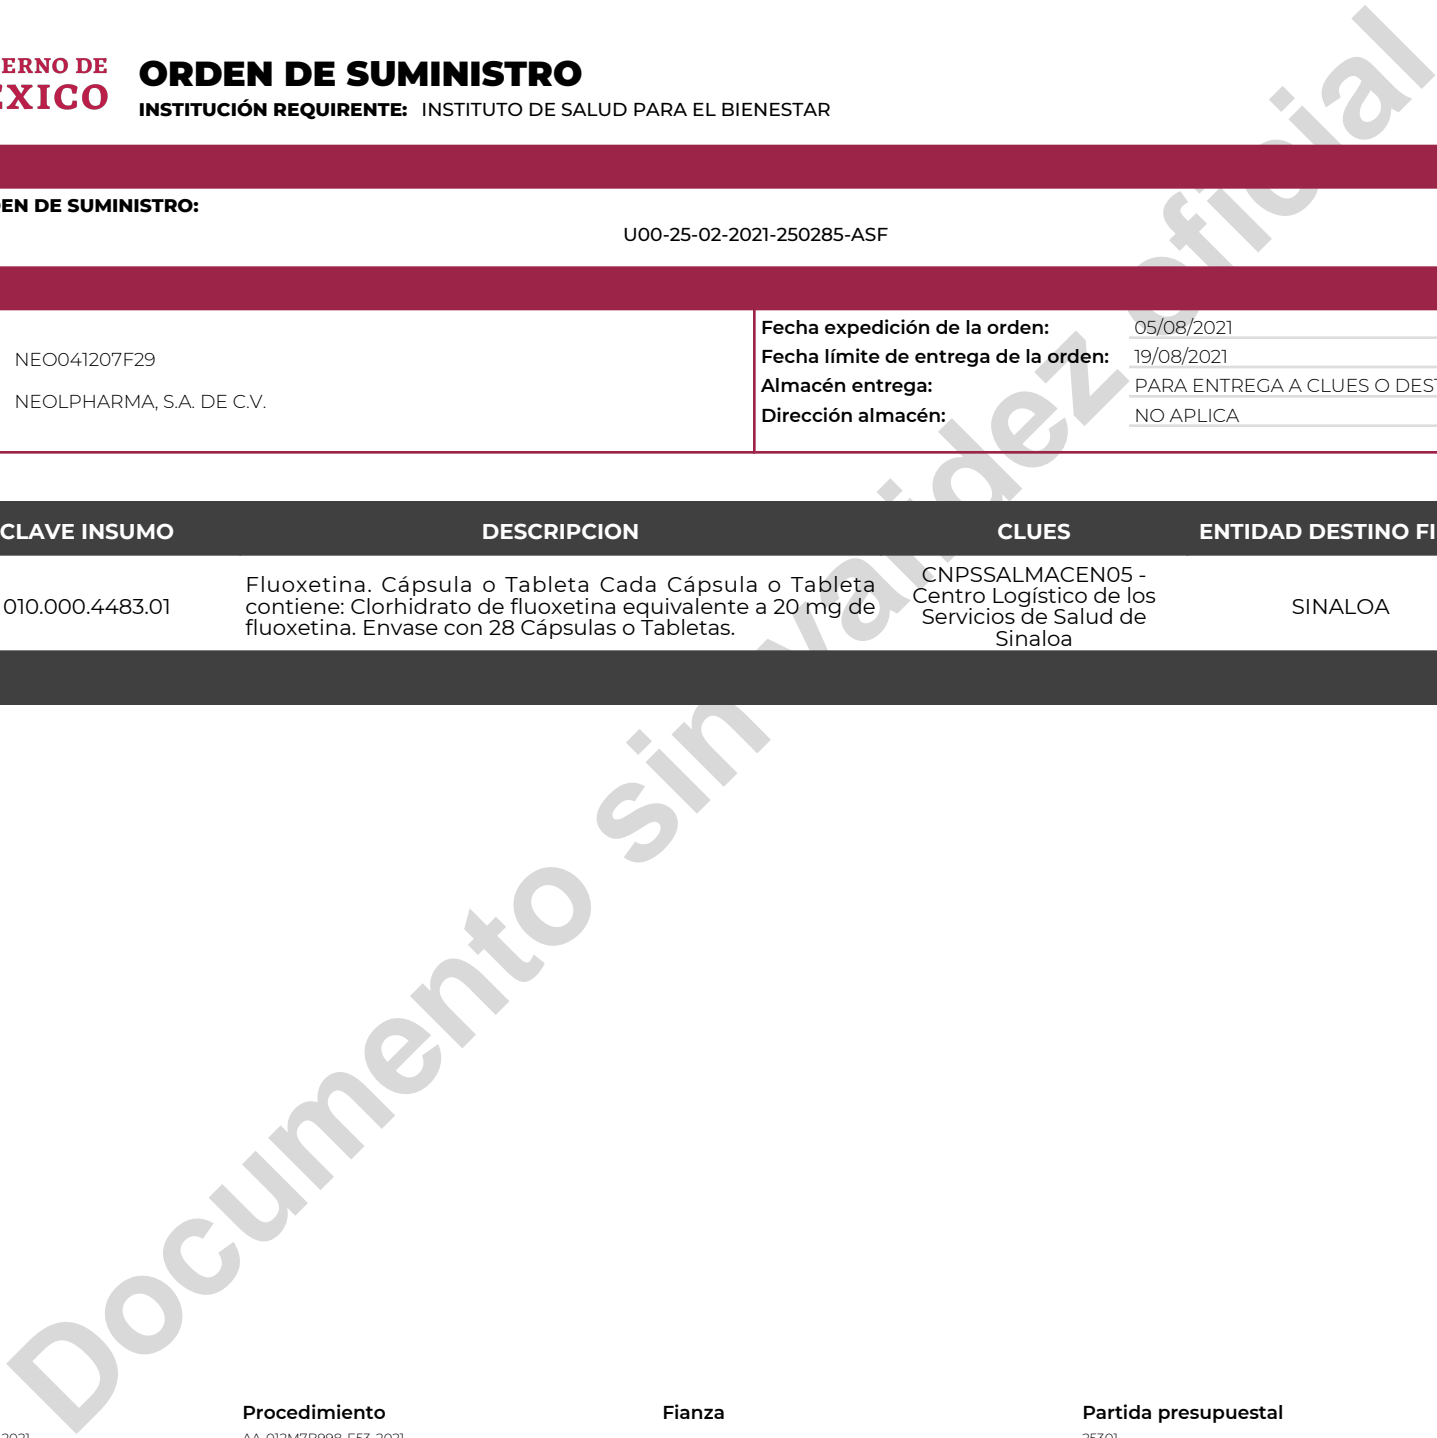 ERNO DE
ORDEN DE SUMINISTRO
INSTITUCIÓN REQUIRENTE: INSTITUTO DE SALUD PARA EL BIENESTAR
EN DE SUMINISTRO:
U00-25-02-2021-250285-ASF
NEO041207F29
NEOLPHARMA, S.A. DE C.V.
Fecha expedición de la orden: 05/08/2021
Fecha límite de entrega de la orden: 19/08/2021
Almacén entrega: PARA ENTREGA A CLUES O DEST
Dirección almacén: NO APLICA
CLAVE INSUMO DESCRIPCION CLUES ENTIDAD DESTINO FI
010.000.4483.01
Fluoxetina. Cápsula o Tableta Cada Cápsula o Tableta
contiene: Clorhidrato de fluoxetina equivalente a 20 mg de
fluoxetina. Envase con 28 Cápsulas o Tabletas.
CNPSSALMACEN05 -
Centro Logístico de los
Servicios de Salud de
Sinaloa
SINALOA
Documento sin validez oficial
Procedimiento Fianza Partida presupuestal